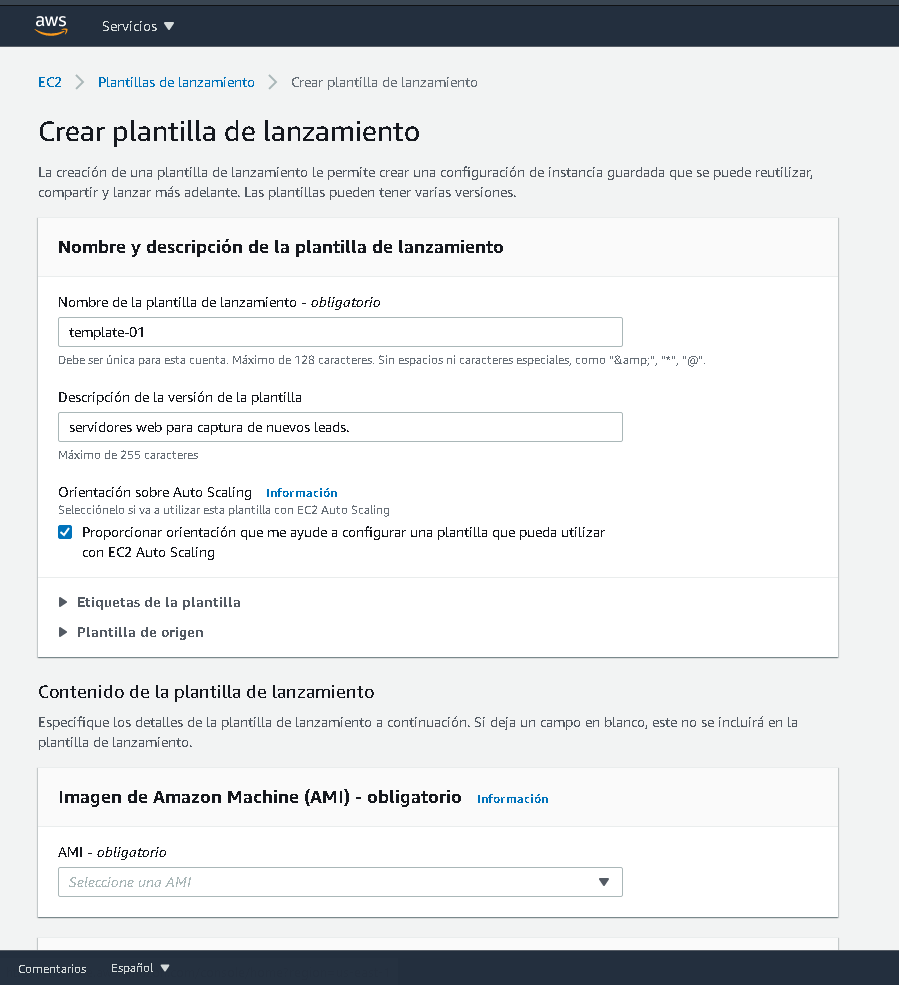 aws
Servicios
EC2 > Plantillas de lanzamiento > Crear plantilla de lanzamiento
Crear plantilla de lanzamiento
La creación de una plantilla de lanzamiento le permite crear una configuración de instancia guardada que se puede reutilizar,
compartir y lanzar más adelante. Las plantillas pueden tener varias versiones.
Nombre y descripción de la plantilla de lanzamiento
Nombre de la plantilla de lanzamiento - obligatorio
template-01
Debe ser única para esta cuenta. Máximo de 128 caracteres. Sin espacios ni caracteres especiales, como "&amp;", "*", "@".
Descripción de la versión de la plantilla
servidores web para captura de nuevos leads.
Máximo de 255 caracteres
Orientación sobre Auto Scaling Información
Selecciónelo si va a utilizar esta plantilla con EC2 Auto Scaling
Proporcionar orientación que me ayude a configurar una plantilla que pueda utilizar
con EC2 Auto Scaling
Etiquetas de la plantilla
Plantilla de origen
Contenido de la plantilla de lanzamiento
Especifique los detalles de la plantilla de lanzamiento a continuación. Si deja un campo en blanco, este no se incluirá en la
plantilla de lanzamiento.
Imagen de Amazon Machine (AMI) - obligatorio Información
AMI - obligatorio
Seleccione una AMI
Comentarios Español